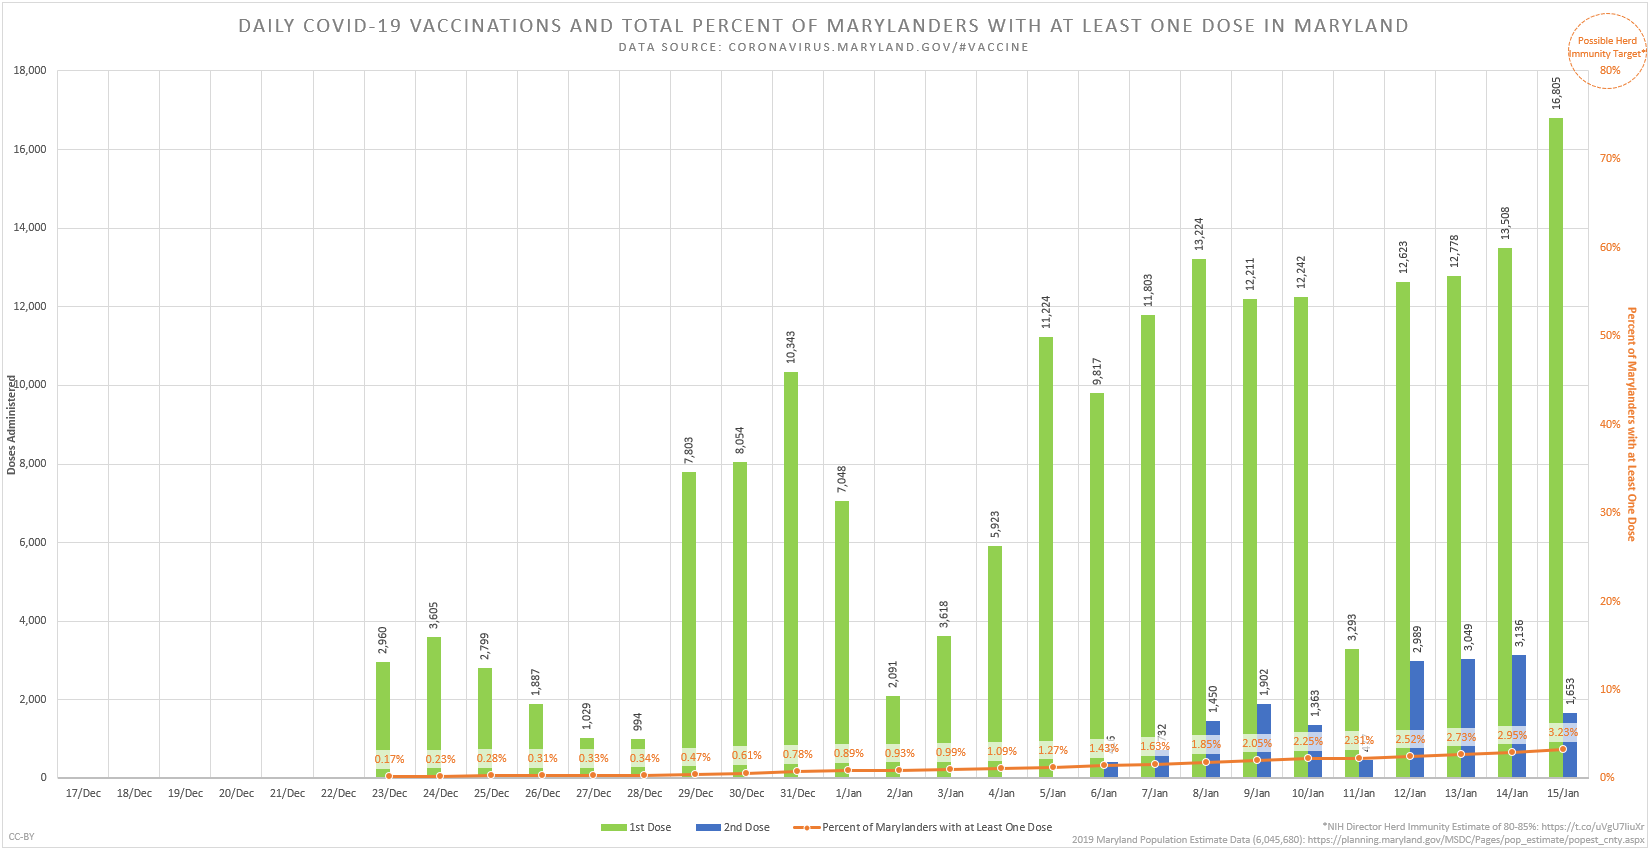 DAILY COVID-19 VACCINATIONS AND TOTAL PERCENT OF MARYLANDERS WITH AT LEAST ONE DOSE IN MARYLAND
DATA SOURCE: CORONAVIRUS.MARYLAND.GOV/#VACCINE
Possible Herd
Immunity Target*
18,000
16,000
14,000
12,000
10,000
8,000
6,000
4,000
2,000
0
Doses Administered
80%
70%
60%
50%
40%
30%
20%
10%
0%
Percent of Marylanders with at Least One Dose
2,960
3,605
2,799
1,887
1,029
994
7,803
8,054
10,343
7,048
2,091
3,618
5,923
11,224
9,817
11,803
13,224
12,211
12,242
3,293
12,623
12,778
13,508
16,805
732
1,450
1,902
1,363
2,989
3,049
3,136
1,653
0.17%
0.23%
0.28%
0.31%
0.33%
0.34%
0.47%
0.61%
0.78%
0.89%
0.93%
0.99%
1.09%
1.27%
1.43%
1.63%
1.85%
2.05%
2.25%
2.31%
2.52%
2.73%
2.95%
3.23%
17/Dec
18/Dec
19/Dec
20/Dec
21/Dec
22/Dec
23/Dec
24/Dec
25/Dec
26/Dec
27/Dec
28/Dec
29/Dec
30/Dec
31/Dec
1/Jan
2/Jan
3/Jan
4/Jan
5/Jan
6/Jan
7/Jan
8/Jan
9/Jan
10/Jan
11/Jan
12/Jan
13/Jan
14/Jan
15/Jan
1st Dose
2nd Dose
Percent of Marylanders with at Least One Dose
CC-BY
*NIH Director Herd Immunity Estimate of 80-85%: https://t.co/uVgU7IiuXr
2019 Maryland Population Estimate Data (6,045,680): https://planning.maryland.gov/MSDC/Pages/pop_estimate/popest_cnty.aspx